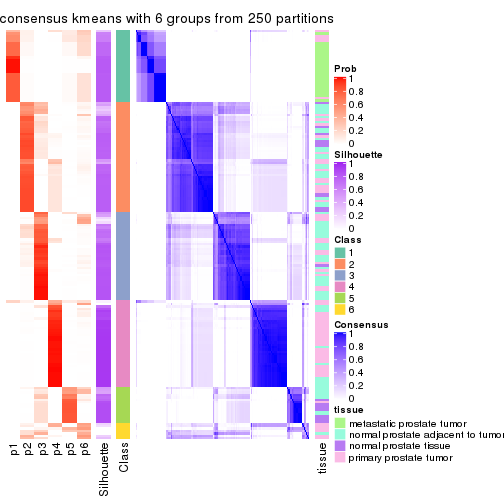 consensus kmeans with 6 groups from 250 partitions
Prob
1
0.8
0.6
0.4
0.2
0
Silhouette
1
0.8
0.6
0.4
0.2
0
Class
1
2
3
4
5
6
Consensus
1
0.8
0.6
0.4
0.2
0
tissue
metastatic prostate tumor
normal prostate adjacent to tumor
normal prostate tissue
primary prostate tumor
p1
p2
p3
p4
p5
p6
Silhouette
Class
tissue